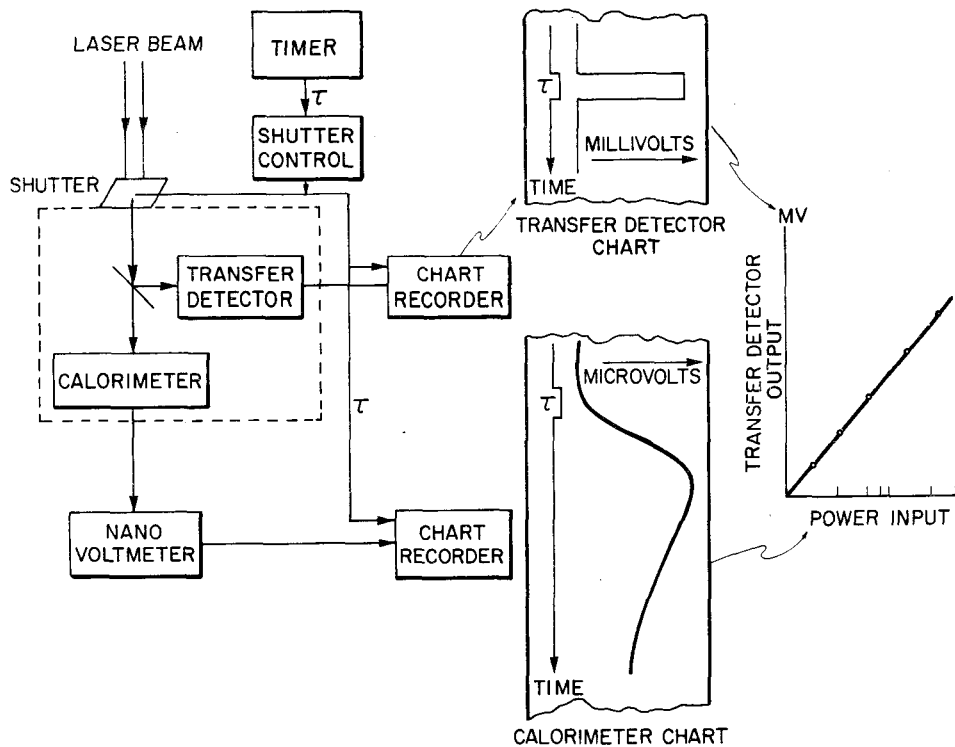 LASER BEAM
TIMER
τ
SHUTTER
CONTROL
SHUTTER
TRANSFER
DETECTOR
CHART
RECORDER
CALORIMETER
τ
NANO
VOLTMETER
CHART
RECORDER
τ
MILLIVOLTS
TIME
TRANSFER DETECTOR
CHART
MICROVOLTS
τ
TIME
CALORIMETER CHART
MV
TRANSFER DETECTOR
OUTPUT
POWER INPUT